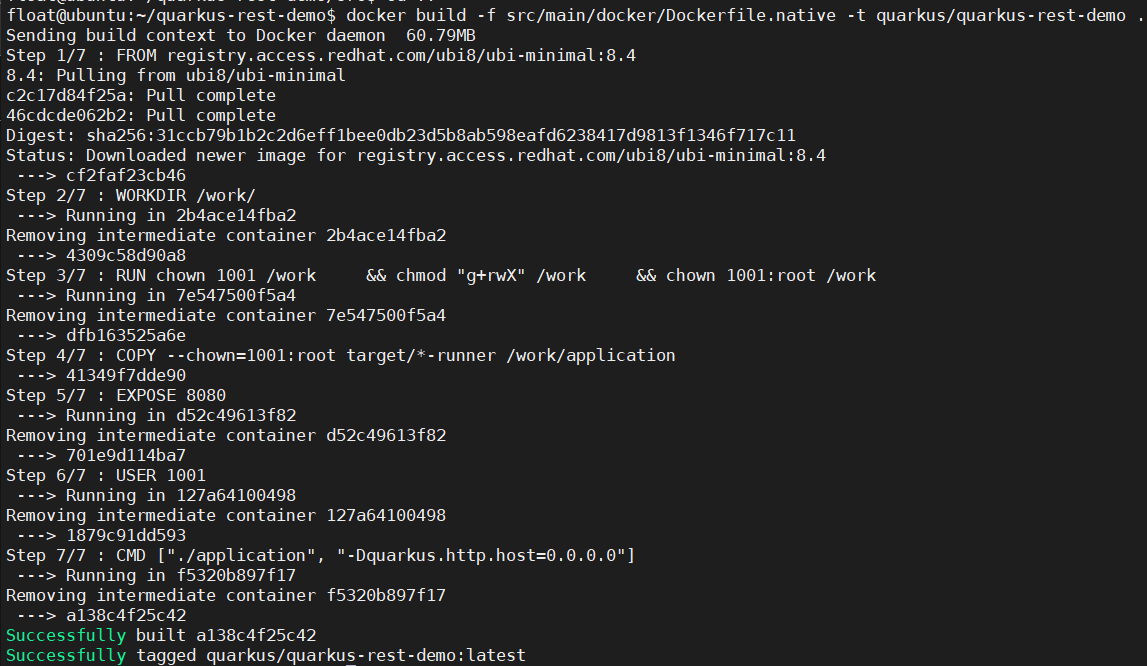 float@ubuntu:~/quarkus-rest-demo$ docker build -f src/main/docker/Dockerfile.native -t quarkus/quarkus-rest-demo .
Sending build context to Docker daemon  60.79MB
Step 1/7 : FROM registry.access.redhat.com/ubi8/ubi-minimal:8.4
8.4: Pulling from ubi8/ubi-minimal
c2c17d84f25a: Pull complete
46cdcde062b2: Pull complete
Digest: sha256:31ccb79b1b2c2d6eff1bee0db23d5b8ab598eafd6238417d9813f1346f717c11
Status: Downloaded newer image for registry.access.redhat.com/ubi8/ubi-minimal:8.4
 ---> cf2faf23cb46
Step 2/7 : WORKDIR /work/
 ---> Running in 2b4ace14fba2
Removing intermediate container 2b4ace14fba2
 ---> 4309c58d90a8
Step 3/7 : RUN chown 1001 /work     && chmod "g+rwX" /work     && chown 1001:root /work
 ---> Running in 7e547500f5a4
Removing intermediate container 7e547500f5a4
 ---> dfb163525a6e
Step 4/7 : COPY --chown=1001:root target/*-runner /work/application
 ---> 41349f7dde90
Step 5/7 : EXPOSE 8080
 ---> Running in d52c49613f82
Removing intermediate container d52c49613f82
 ---> 701e9d114ba7
Step 6/7 : USER 1001
 ---> Running in 127a64100498
Removing intermediate container 127a64100498
 ---> 1879c91dd593
Step 7/7 : CMD ["./application", "-Dquarkus.http.host=0.0.0.0"]
 ---> Running in f5320b897f17
Removing intermediate container f5320b897f17
 ---> a138c4f25c42
Successfully built a138c4f25c42
Successfully tagged quarkus/quarkus-rest-demo:latest